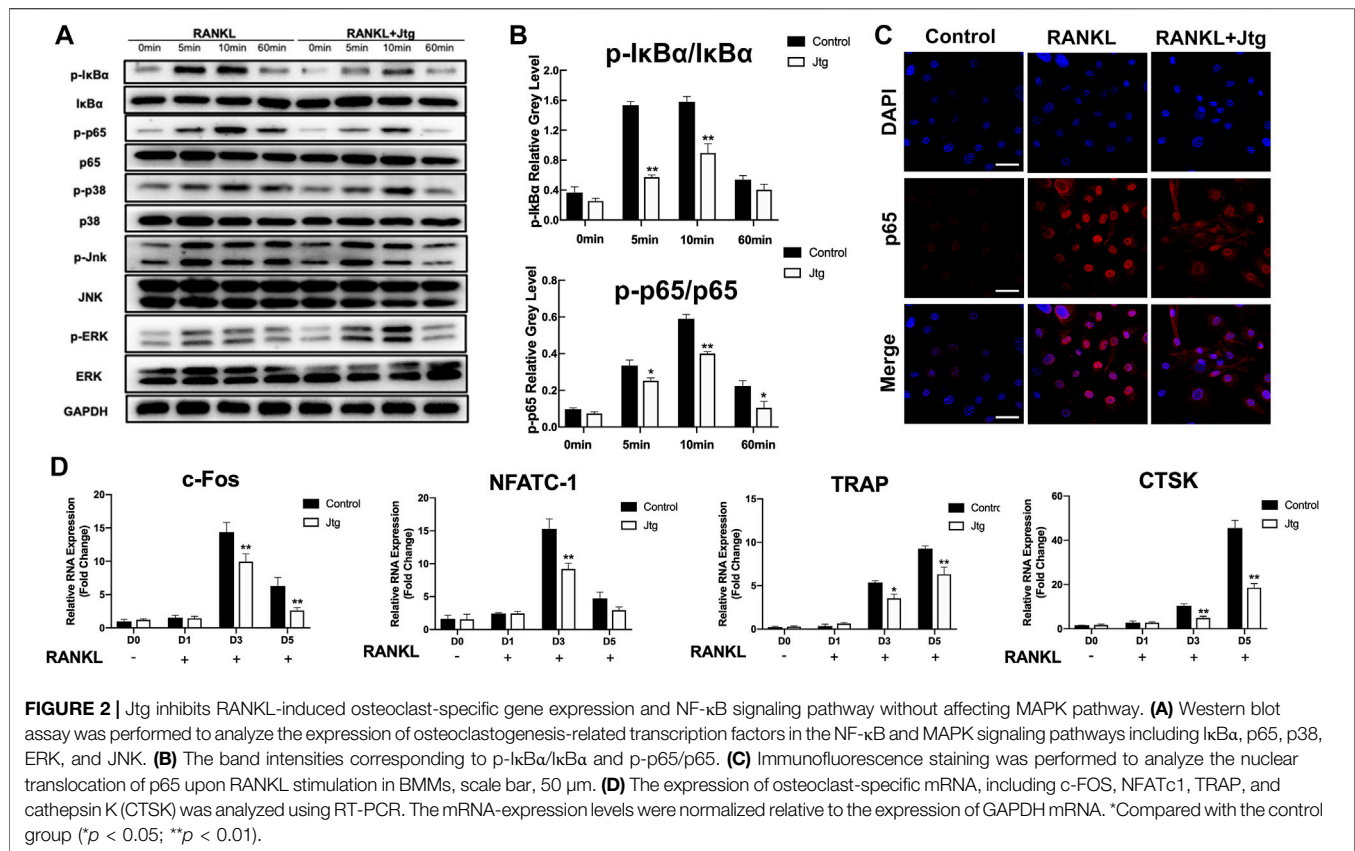 A
RANKL RANKL+Jtg
0min 5min 10min 60min 0min 5min 10min 60min
p-IκBα
IκBα
p-p65
p65
p-p38
p38
p-Jnk
JNK
p-ERK
ERK
GAPDH
B
p-IκBα/IκBα
Control
Jtg
p-IκBα Relative Grey Level
2.0
1.6
1.2
0.8
0.4
0.0
**
**
0min 5min 10min 60min
p-p65/p65
Control
Jtg
p-p65 Relative Grey Level
0.8
0.6
0.4
0.2
0.0
*
**
*
0min 5min 10min 60min
C
Control RANKL RANKL+Jtg
DAPI
p65
Merge
D
c-Fos
Control
Jtg
Relative RNA Expression
(Fold Change)
20
15
10
5
0
**
**
D0 D1 D3 D5
RANKL - + + +
NFATC-1
Control
Jtg
Relative RNA Expression
(Fold Change)
20
15
10
5
0
**
D0 D1 D3 D5
RANKL - + + +
TRAP
Contro
Jtg
Relative RNA Expression
(Fold Change)
15
10
5
0
*
**
D0 D1 D3 D5
RANKL - + + +
CTSK
Control
Jtg
Relative RNA Expression
(Fold Change)
60
40
20
0
**
**
D0 D1 D3 D5
RANKL - + + +
FIGURE 2 | Jtg inhibits RANKL-induced osteoclast-specific gene expression and NF-κB signaling pathway without affecting MAPK pathway. (A) Western blot
assay was performed to analyze the expression of osteoclastogenesis-related transcription factors in the NF-κB and MAPK signaling pathways including IκBα, p65, p38,
ERK, and JNK. (B) The band intensities corresponding to p-IκBα/IκBα and p-p65/p65. (C) Immunofluorescence staining was performed to analyze the nuclear
translocation of p65 upon RANKL stimulation in BMMs, scale bar, 50 μm. (D) The expression of osteoclast-specific mRNA, including c-FOS, NFATc1, TRAP, and
cathepsin K (CTSK) was analyzed using RT-PCR. The mRNA-expression levels were normalized relative to the expression of GAPDH mRNA. *Compared with the control
group (*p < 0.05; **p < 0.01).